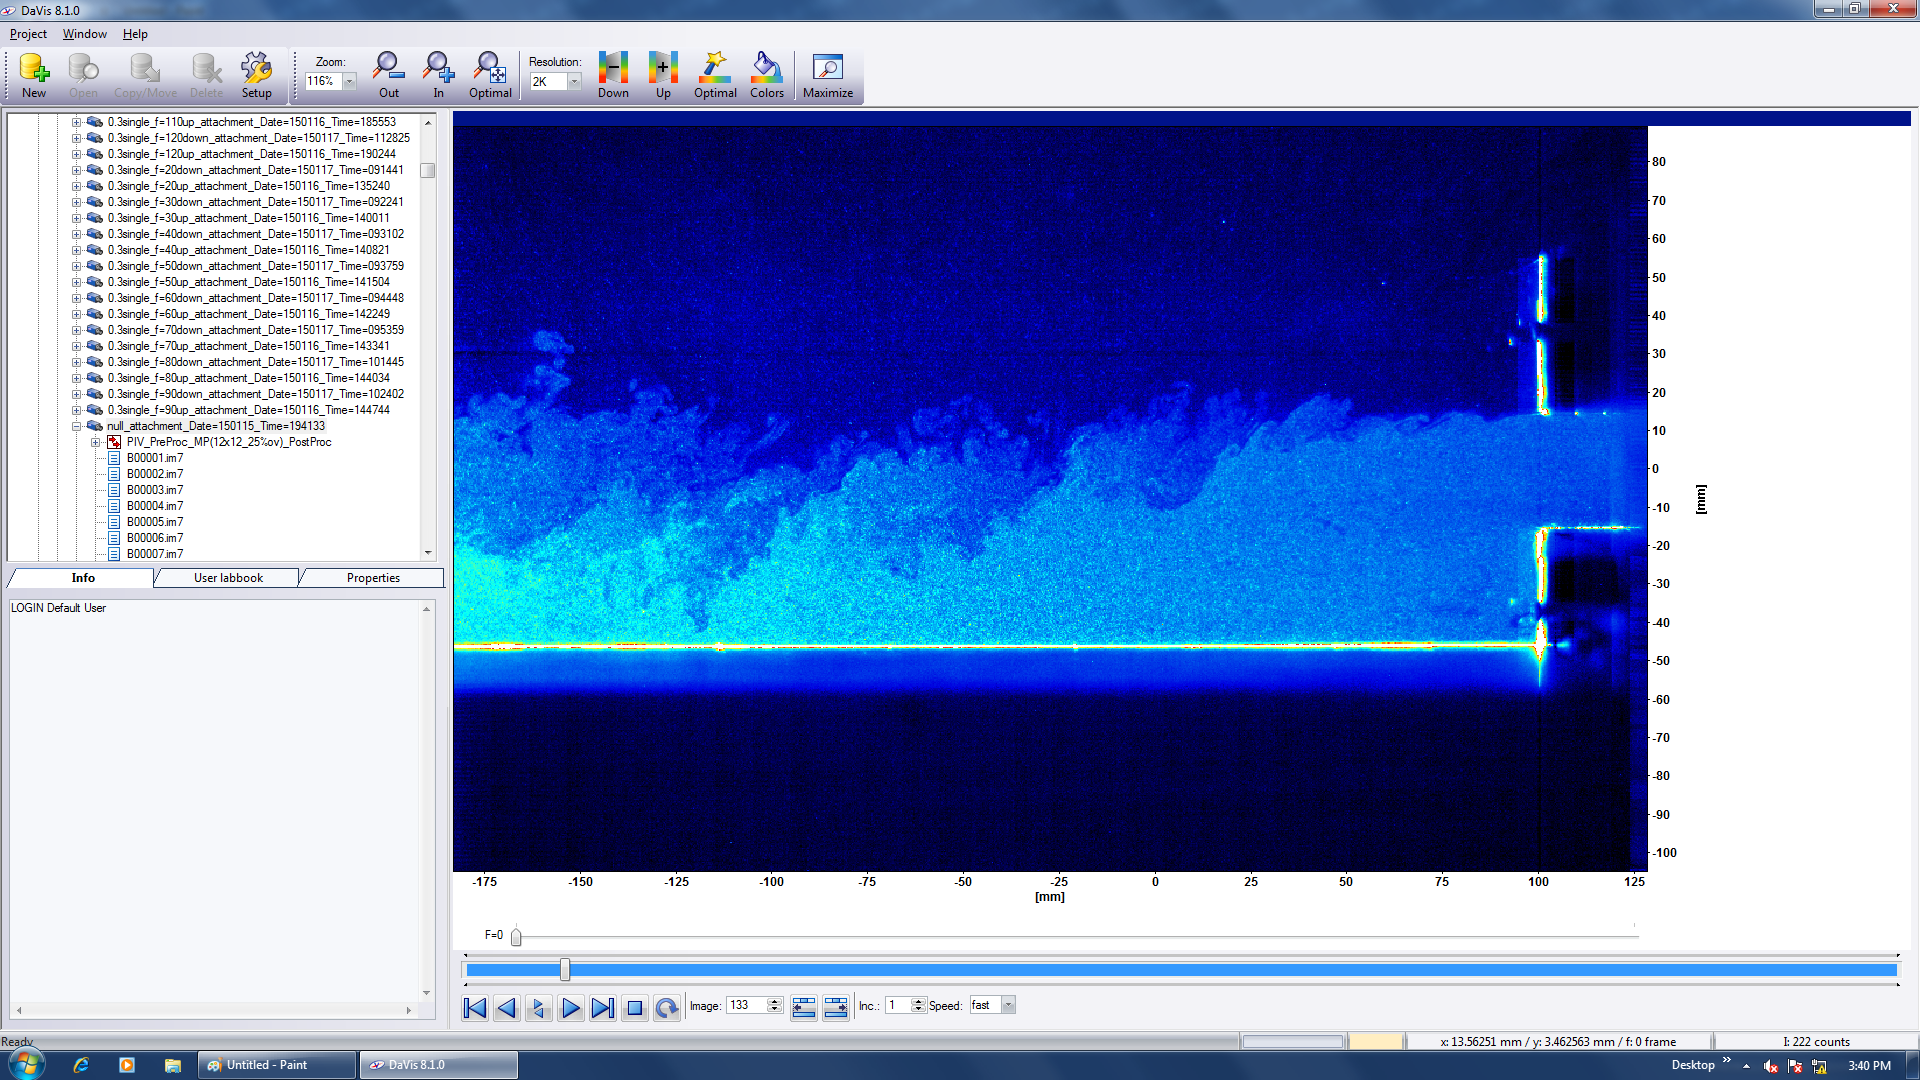 DaVis 8.1.0
Project Window Help
New Open Copy/Move Delete Setup
Zoom:
116%
Out In Optimal
Resolution:
2K
Down Up Optimal Colors Maximize
0.3single_f=110up_attachment_Date=150116_Time=185553
0.3single_f=120down_attachment_Date=150117_Time=112825
0.3single_f=120up_attachment_Date=150116_Time=190244
0.3single_f=20down_attachment_Date=150117_Time=091441
0.3single_f=20up_attachment_Date=150116_Time=135240
0.3single_f=30down_attachment_Date=150117_Time=092241
0.3single_f=30up_attachment_Date=150116_Time=140011
0.3single_f=40down_attachment_Date=150117_Time=093102
0.3single_f=40up_attachment_Date=150116_Time=140821
0.3single_f=50down_attachment_Date=150117_Time=093759
0.3single_f=50up_attachment_Date=150116_Time=141504
0.3single_f=60down_attachment_Date=150117_Time=094448
0.3single_f=60up_attachment_Date=150116_Time=142249
0.3single_f=70down_attachment_Date=150117_Time=095359
0.3single_f=70up_attachment_Date=150116_Time=143341
0.3single_f=80down_attachment_Date=150117_Time=101445
0.3single_f=80up_attachment_Date=150116_Time=144034
0.3single_f=90down_attachment_Date=150117_Time=102402
0.3single_f=90up_attachment_Date=150116_Time=144744
null_attachment_Date=150115_Time=194133
PIV_PreProc_MP(12x12_25%ov)_PostProc
B00001.im7
B00002.im7
B00003.im7
B00004.im7
B00005.im7
B00006.im7
B00007.im7
Info User labbook Properties
LOGIN Default User
80
70
60
50
40
30
20
10
0
-10
-20
-30
-40
-50
-60
-70
-80
-90
-100
[mm]
-175 -150 -125 -100 -75 -50 -25 0 25 50 75 100 125
[mm]
F=0
Image: 133 Inc.: 1 Speed: fast
Ready
x: 13.56251 mm / y: 3.462563 mm / f: 0 frame
I: 222 counts
Untitled - Paint
DaVis 8.1.0
Desktop
3:40 PM